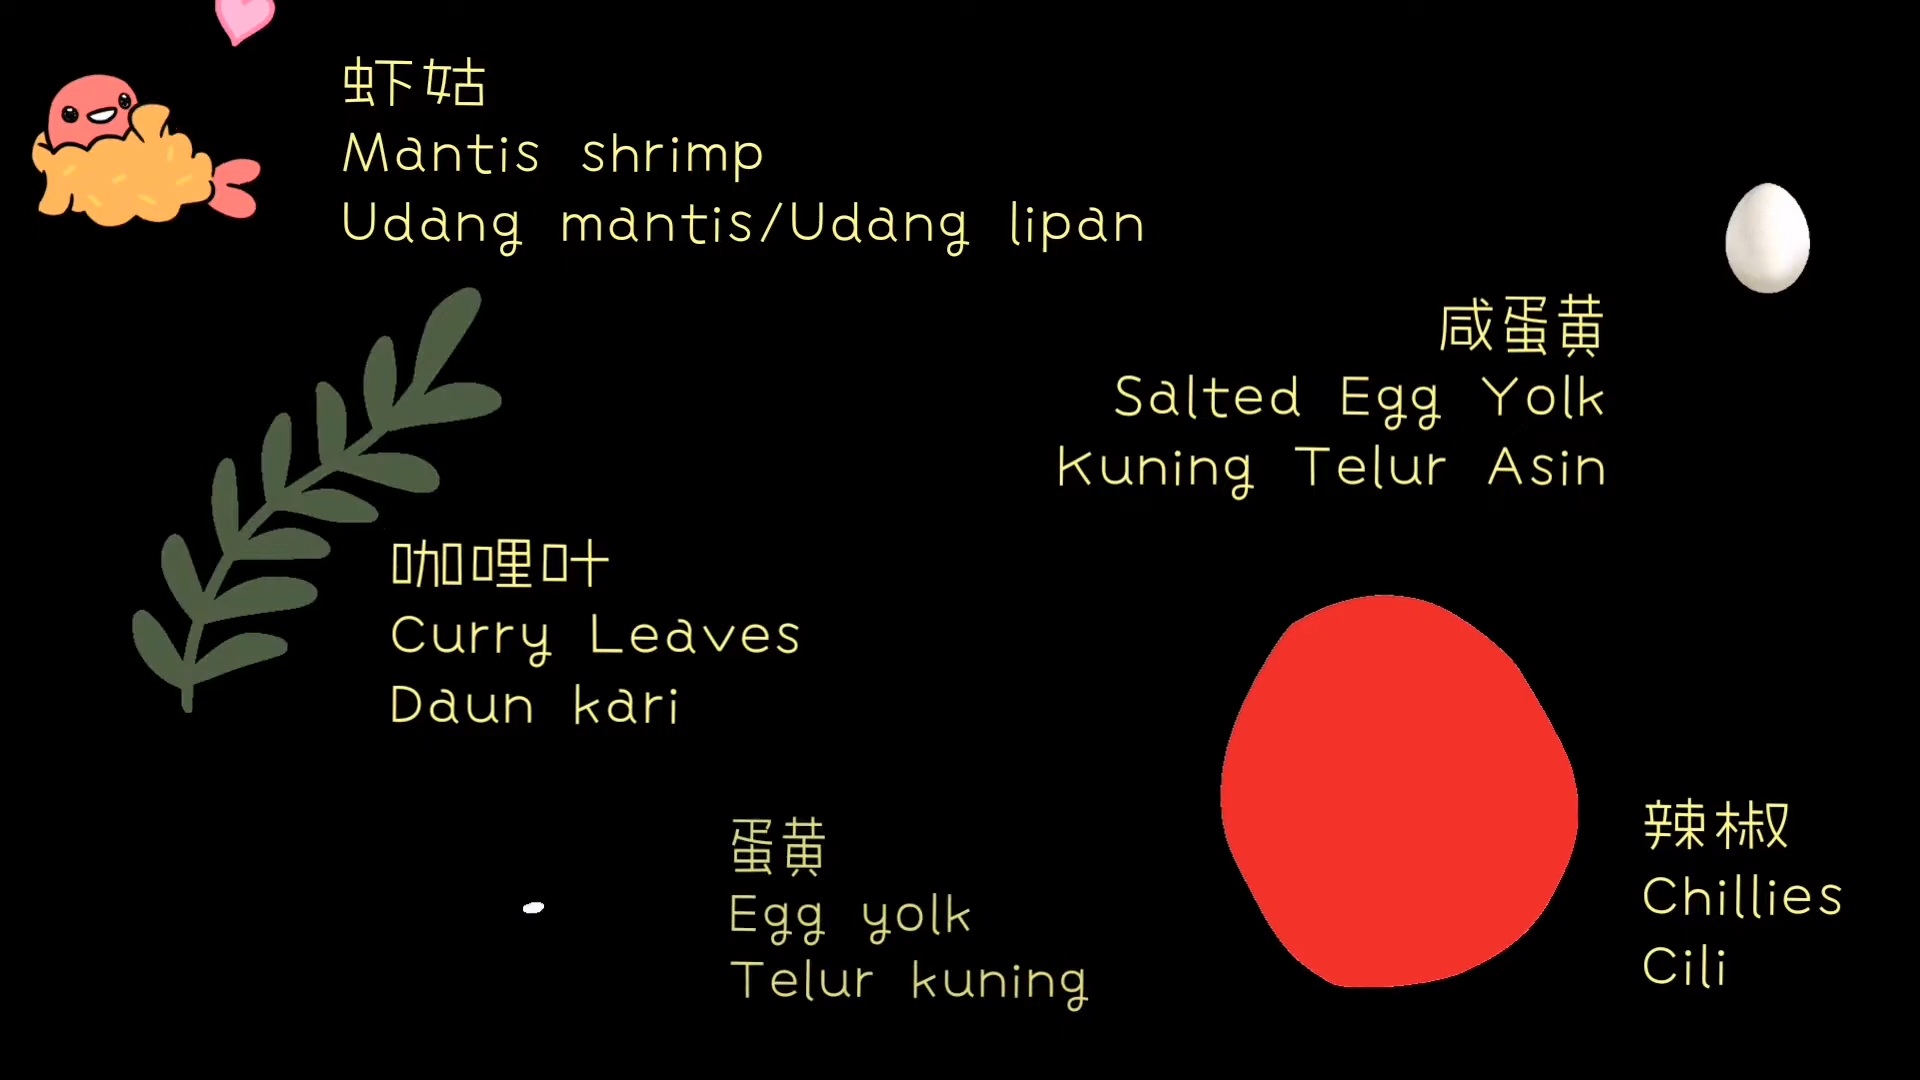 虾姑
Mantis shrimp
Udang mantis/Udang lipan
咸蛋黄
Salted Egg Yolk
Kuning Telur Asin
咖哩叶
Curry Leaves
Daun kari
蛋黄
Egg yolk
Telur kuning
辣椒
Chillies
Cili